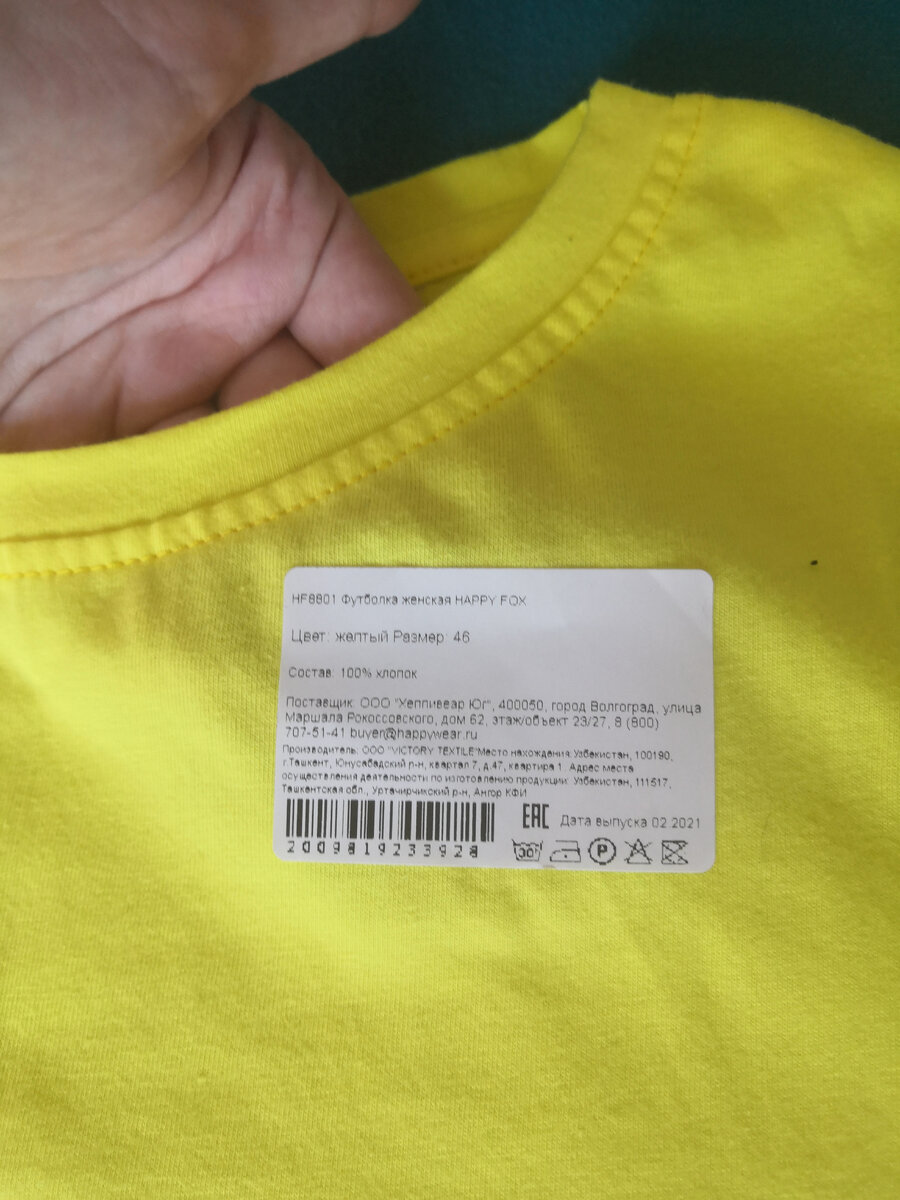 HF8801 Футболка женская HAPPY FOX
Цвет: желтый Размер: 46
Состав: 100% хлопок
Поставщик: ООО "Хеппивеар Юг", 400050, город Волгоград, улица
Маршала Рокоссовского, дом 62, этаж/объект 23/27, 8 (800)
707-51-41 buyer@happywear.ru
Производитель: ООО "VICTORY TEXTILE"Место нахождения:Узбекистан, 100190,
г.Ташкент, Юнусабадский р-н, квартал 7, д.47, квартира 1. Адрес места
осуществления деятельности по изготовлению продукции: Узбекистан, 111517,
Ташкентская обл., Уртачирчикский р-н, Ангор КФИ
EAC Дата выпуска 02.2021
2009819233928
30° P